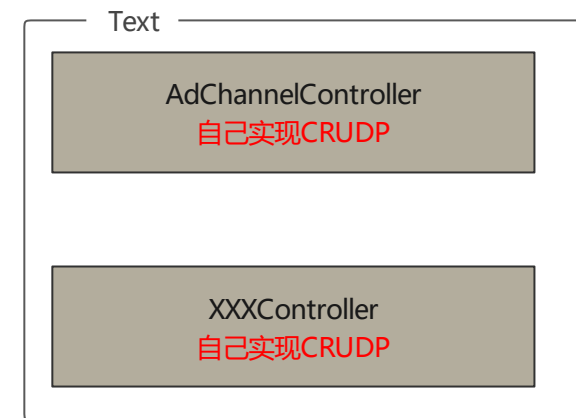 Text
AdChannelController
自己实现CRUDP
XXXController
自己实现CRUDP